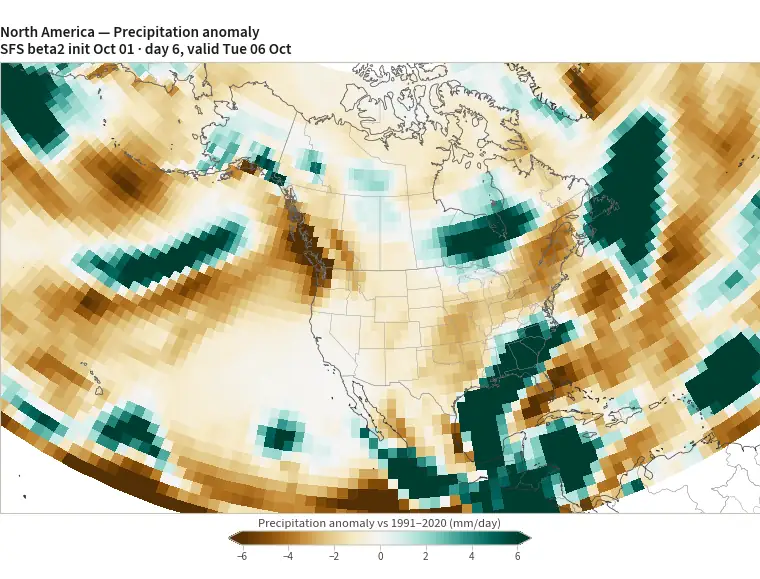 North America — Precipitation anomaly
SFS beta2 init Oct 01 · day 6, valid Tue 06 Oct
Precipitation anomaly vs 1991–2020 (mm/day)
−6 −4 −2 0 2 4 6